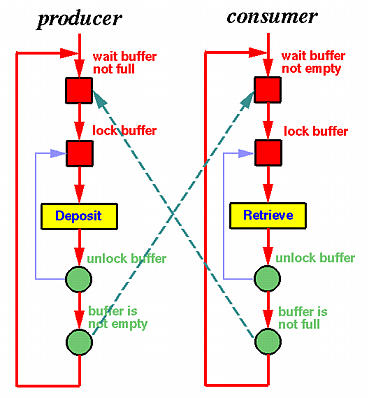 producer
wait buffer
not full
lock buffer
Deposit
unlock buffer
buffer is
not empty
consumer
wait buffer
not empty
lock buffer
Retrieve
unlock buffer
buffer is
not full